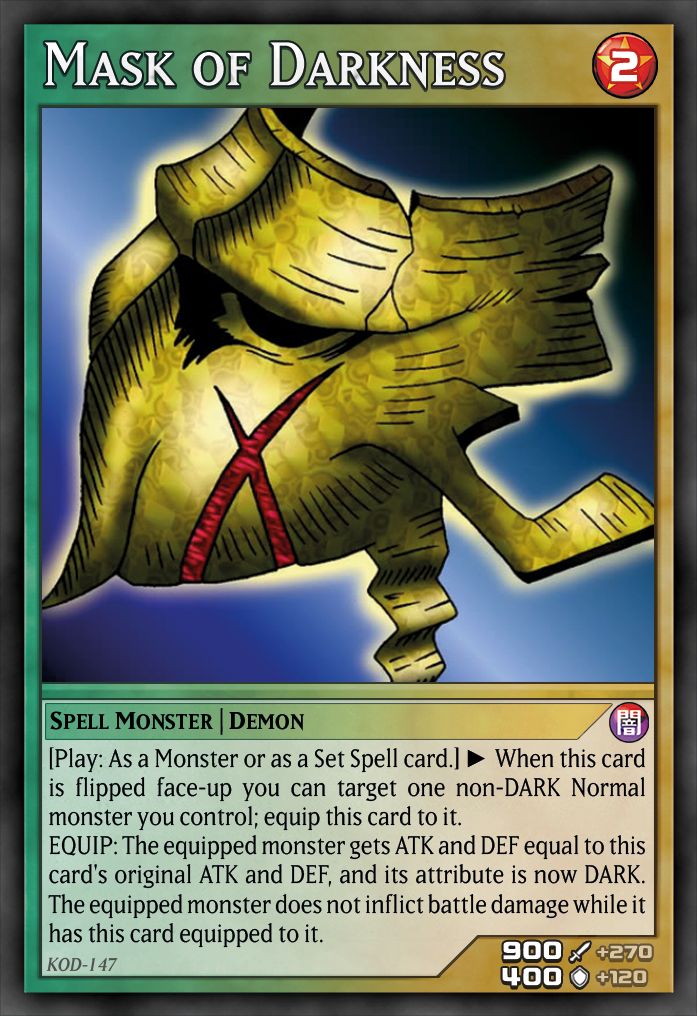 MASK OF DARKNESS
2
SPELL MONSTER | DEMON
闇
[Play: As a Monster or as a Set Spell card.] ► When this card
is flipped face-up you can target one non-DARK Normal
monster you control; equip this card to it.
EQUIP: The equipped monster gets ATK and DEF equal to this
card's original ATK and DEF, and its attribute is now DARK.
The equipped monster does not inflict battle damage while it
has this card equipped to it.
900 +270
400 +120
KOD-147